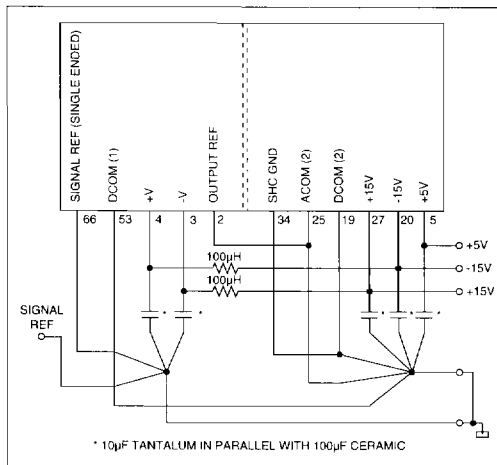 SIGNAL REF (SINGLE ENDED)
DCOM (1)
+V
-V
OUTPUT REF
SHC GND
ACOM (2)
DCOM (2)
+15V
-15V
+5V
66 53 4 3 2 34 25 19 27 20 5
+5V
100µH
-15V
100µH
+15V
SIGNAL
REF
* * * * *
* 10µF TANTALUM IN PARALLEL WITH 100µF CERAMIC